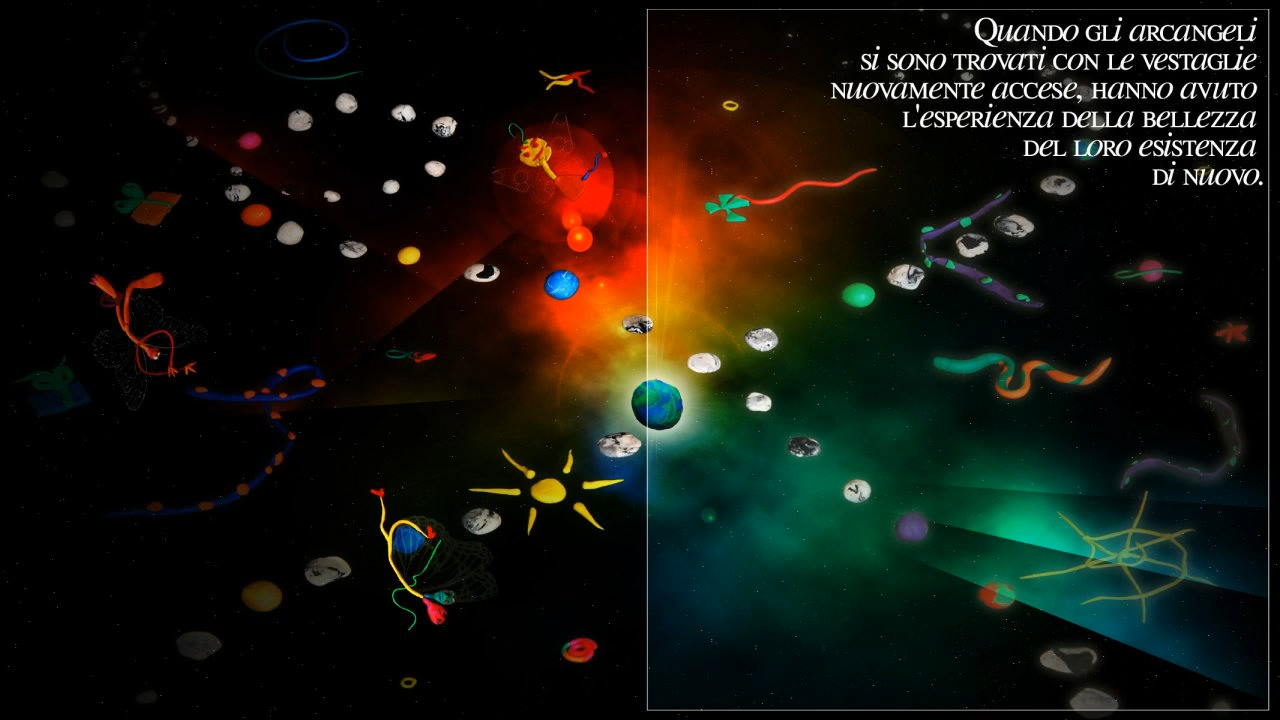 Quando gli arcangeli
si sono trovati con le vestaglie
nuovamente accese, hanno avuto
l'esperienza della bellezza
del loro esistenza
di nuovo.